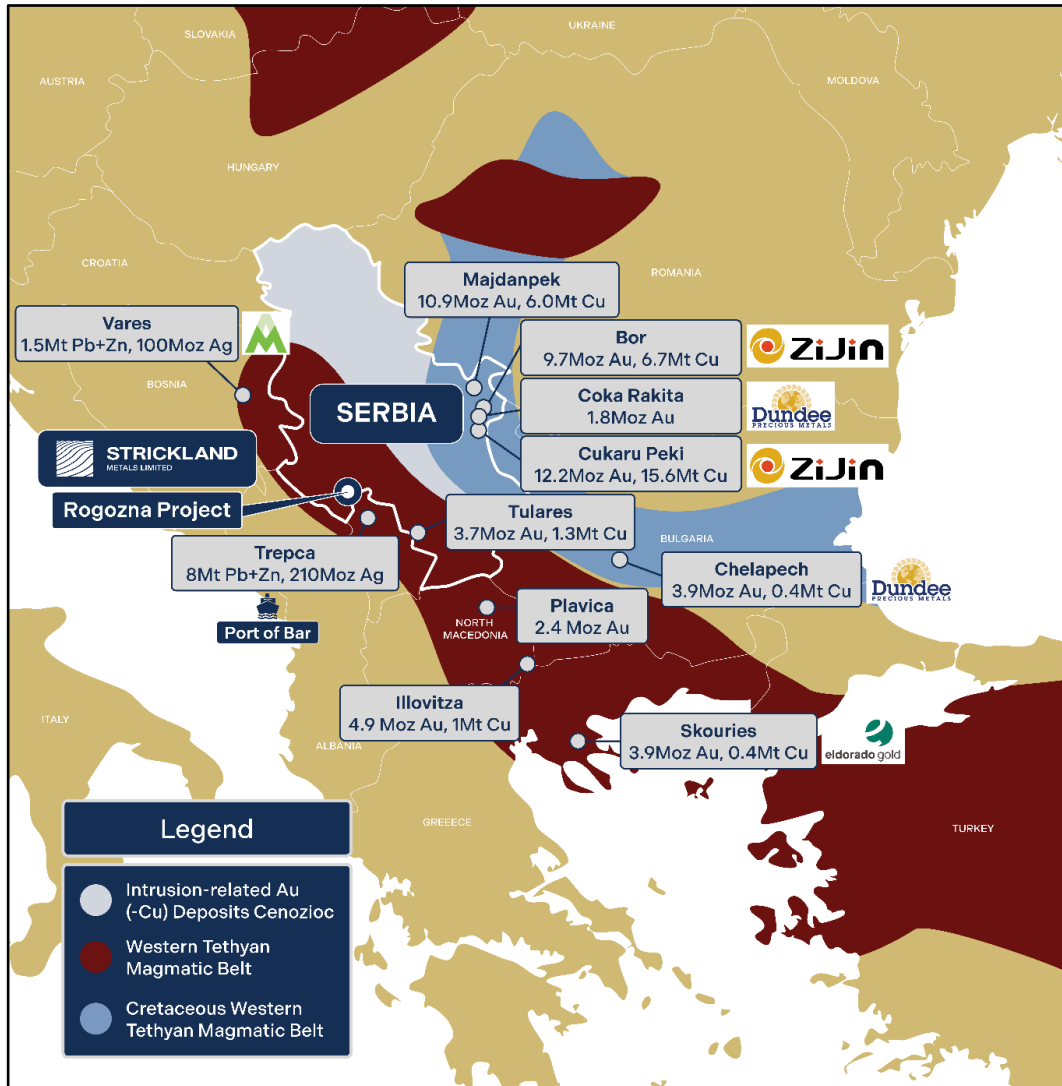 SLOVAKIA
UKRAINE
AUSTRIA
MOLDOVA
HUNGARY
CROATIA
ROMANIA
Majdanpek
10.9Moz Au, 6.0Mt Cu
Vares
1.5Mt Pb+Zn, 100Moz Ag
Bor
9.7Moz Au, 6.7Mt Cu
ZiJin
BOSNIA
SERBIA
Coka Rakita
1.8Moz Au
Dundee
PRECIOUS METALS
STRICKLAND
METALS LIMITED
Cukaru Peki
12.2Moz Au, 15.6Mt Cu
ZiJin
Rogozna Project
Tulares
3.7Moz Au, 1.3Mt Cu
BULGARIA
Trepca
8Mt Pb+Zn, 210Moz Ag
Chelapech
3.9Moz Au, 0.4Mt Cu
Dundee
PRECIOUS METALS
Port of Bar
NORTH
MACEDONIA
Plavica
2.4 Moz Au
Illovitza
4.9 Moz Au, 1Mt Cu
Skouries
3.9Moz Au, 0.4Mt Cu
eldorado gold
ITALY
ALBANIA
GREEECE
TURKEY
Legend
Intrusion-related Au
(-Cu) Deposits Cenozioc
Western Tethyan
Magmatic Belt
Cretaceous Western
Tethyan Magmatic Belt